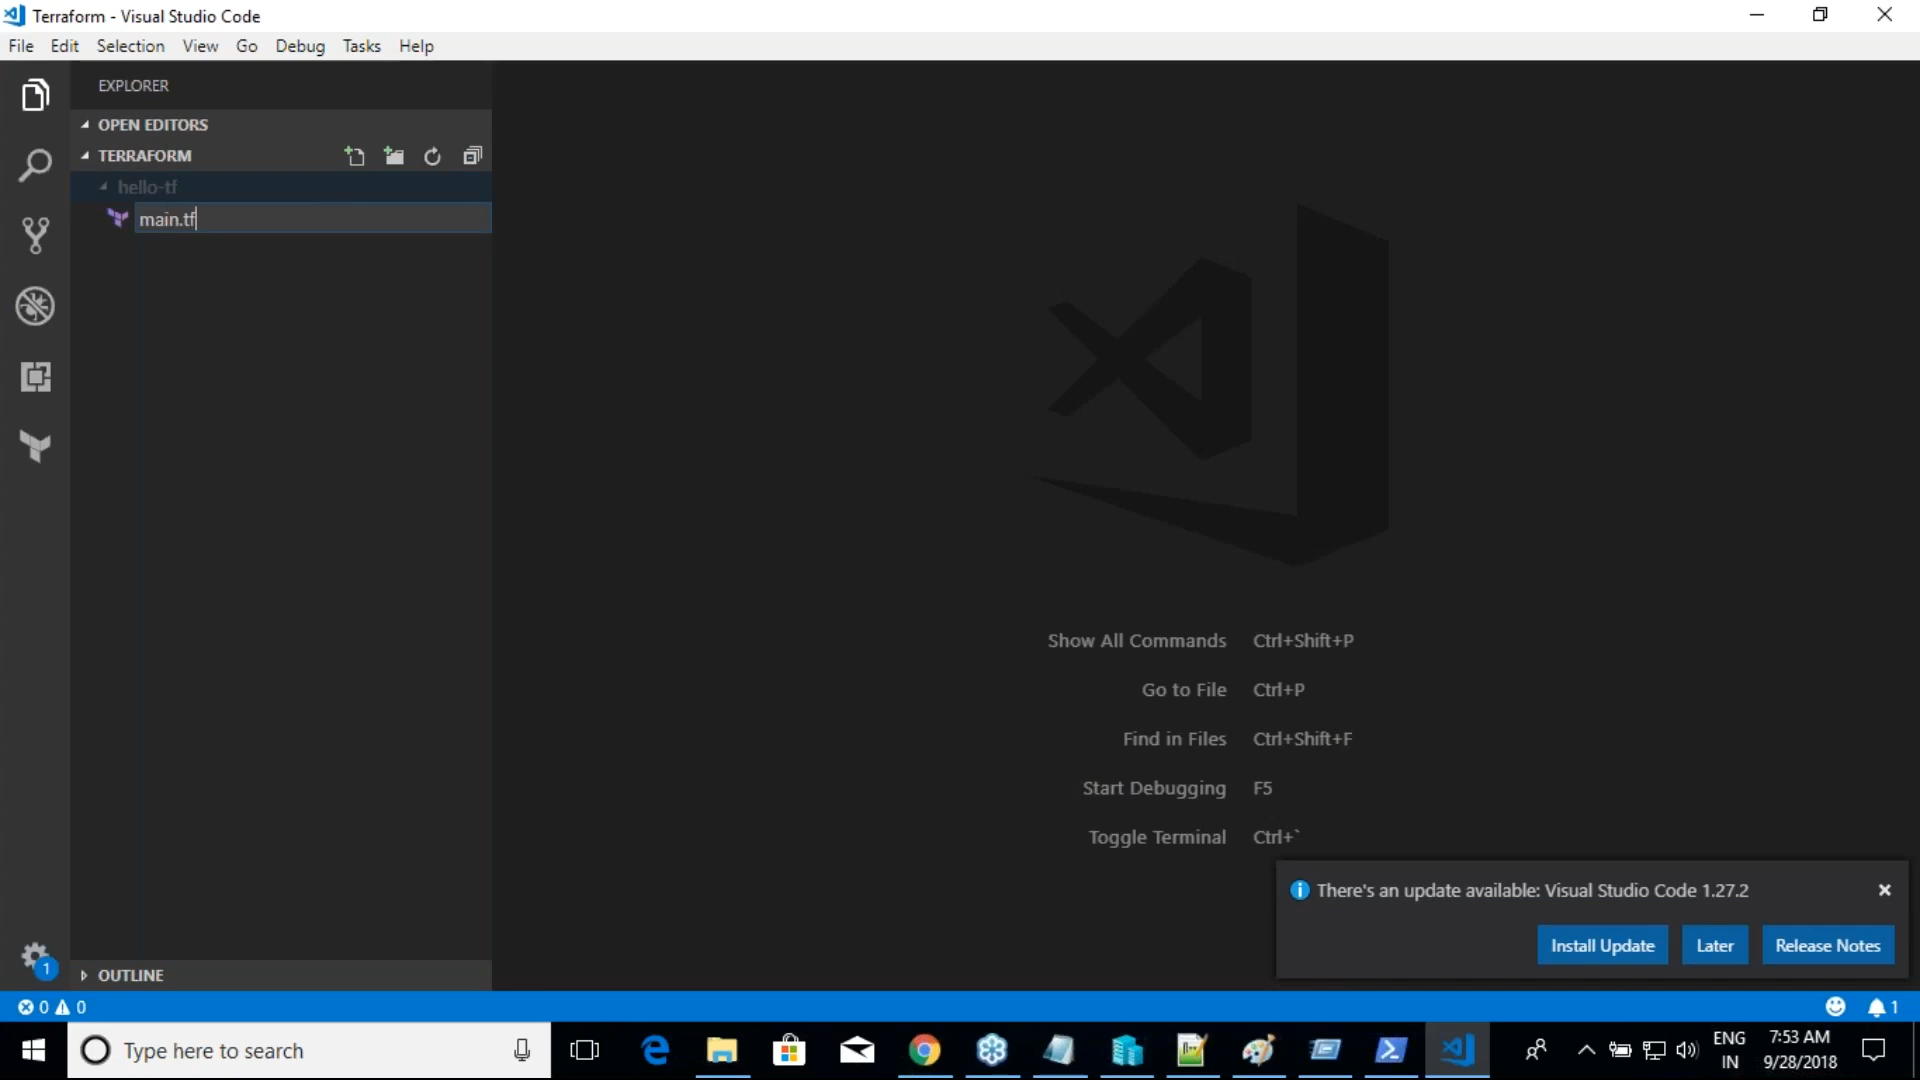 Terraform - Visual Studio Code
File Edit Selection View Go Debug Tasks Help
EXPLORER
OPEN EDITORS
TERRAFORM
hello-tf
main.tf
Show All Commands Ctrl+Shift+P
Go to File Ctrl+P
Find in Files Ctrl+Shift+F
Start Debugging F5
Toggle Terminal Ctrl+`
There's an update available: Visual Studio Code 1.27.2
Install Update Later Release Notes
1
OUTLINE
0 0
1
Type here to search
ENG
IN
7:53 AM
9/28/2018